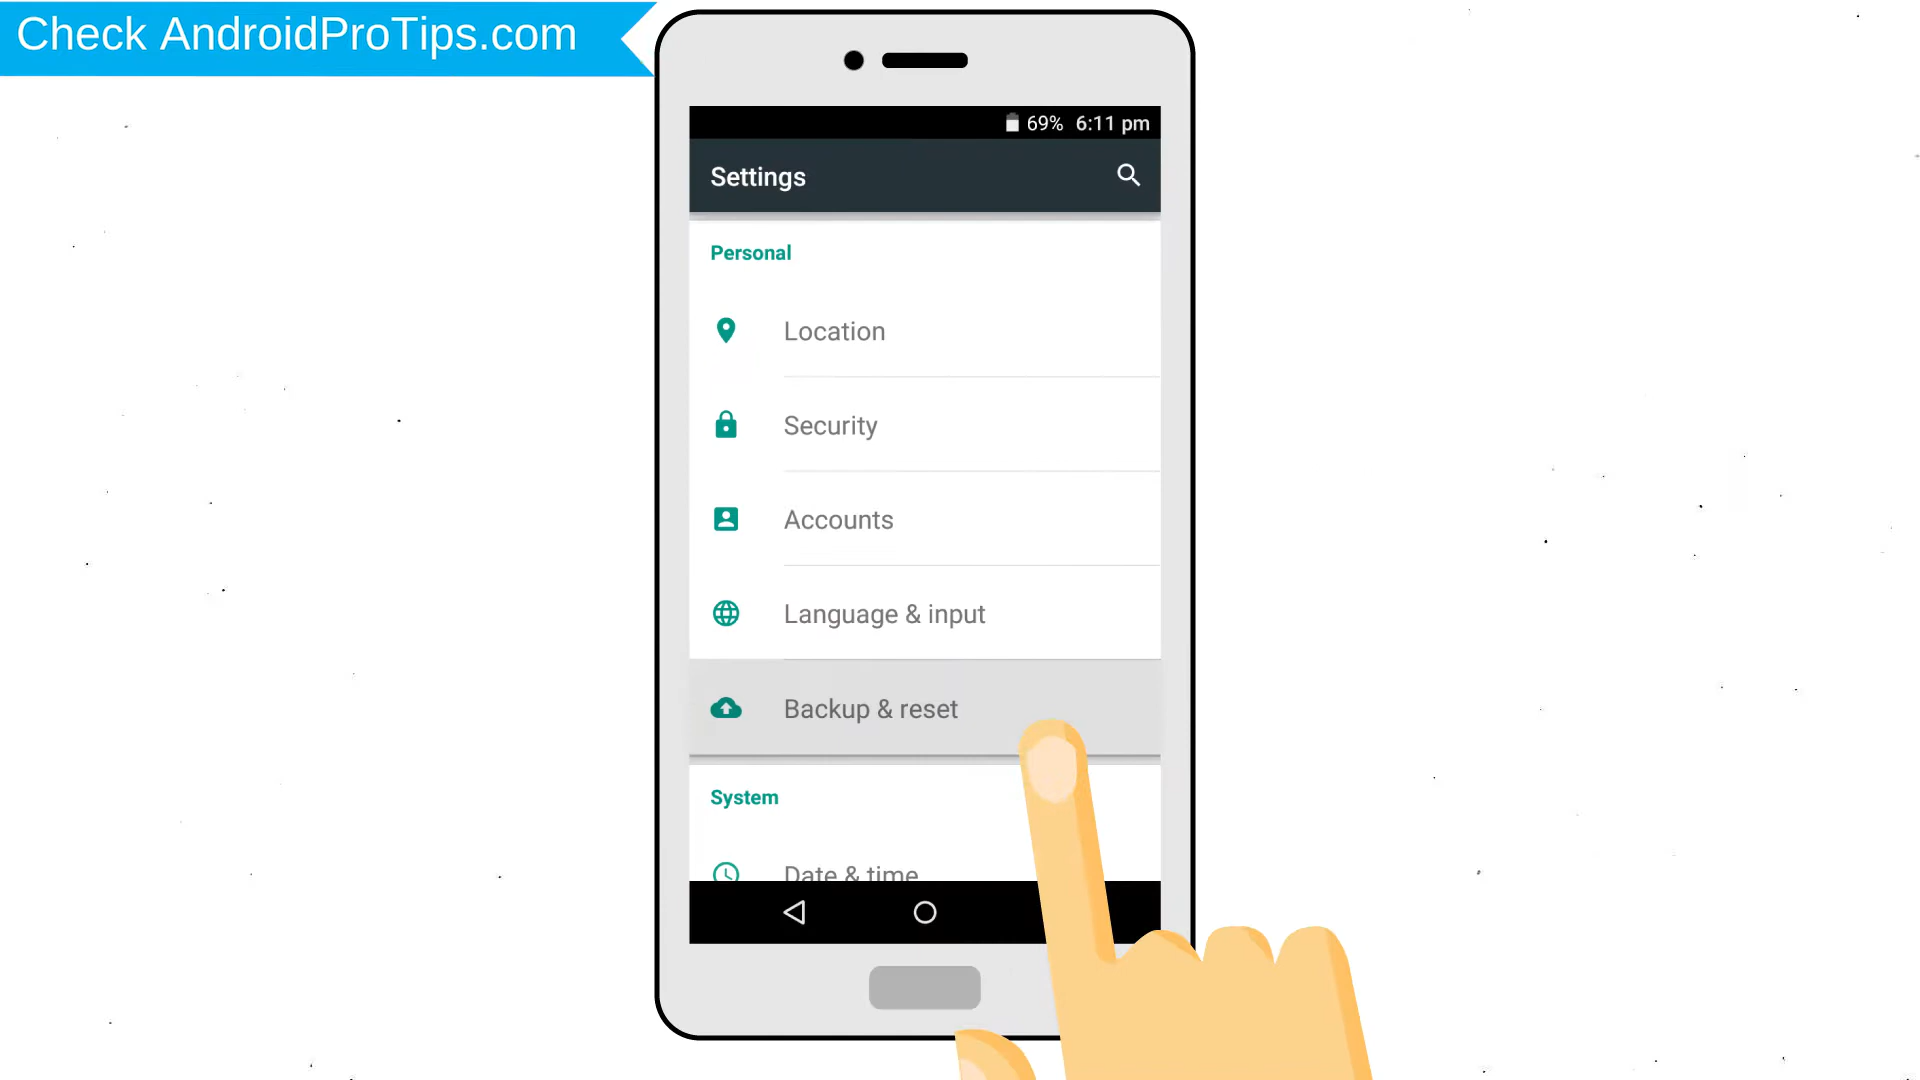 Check AndroidProTips.com
69% 6:11 pm
Settings
Personal
Location
Security
Accounts
Language & input
Backup & reset
System
Date & time